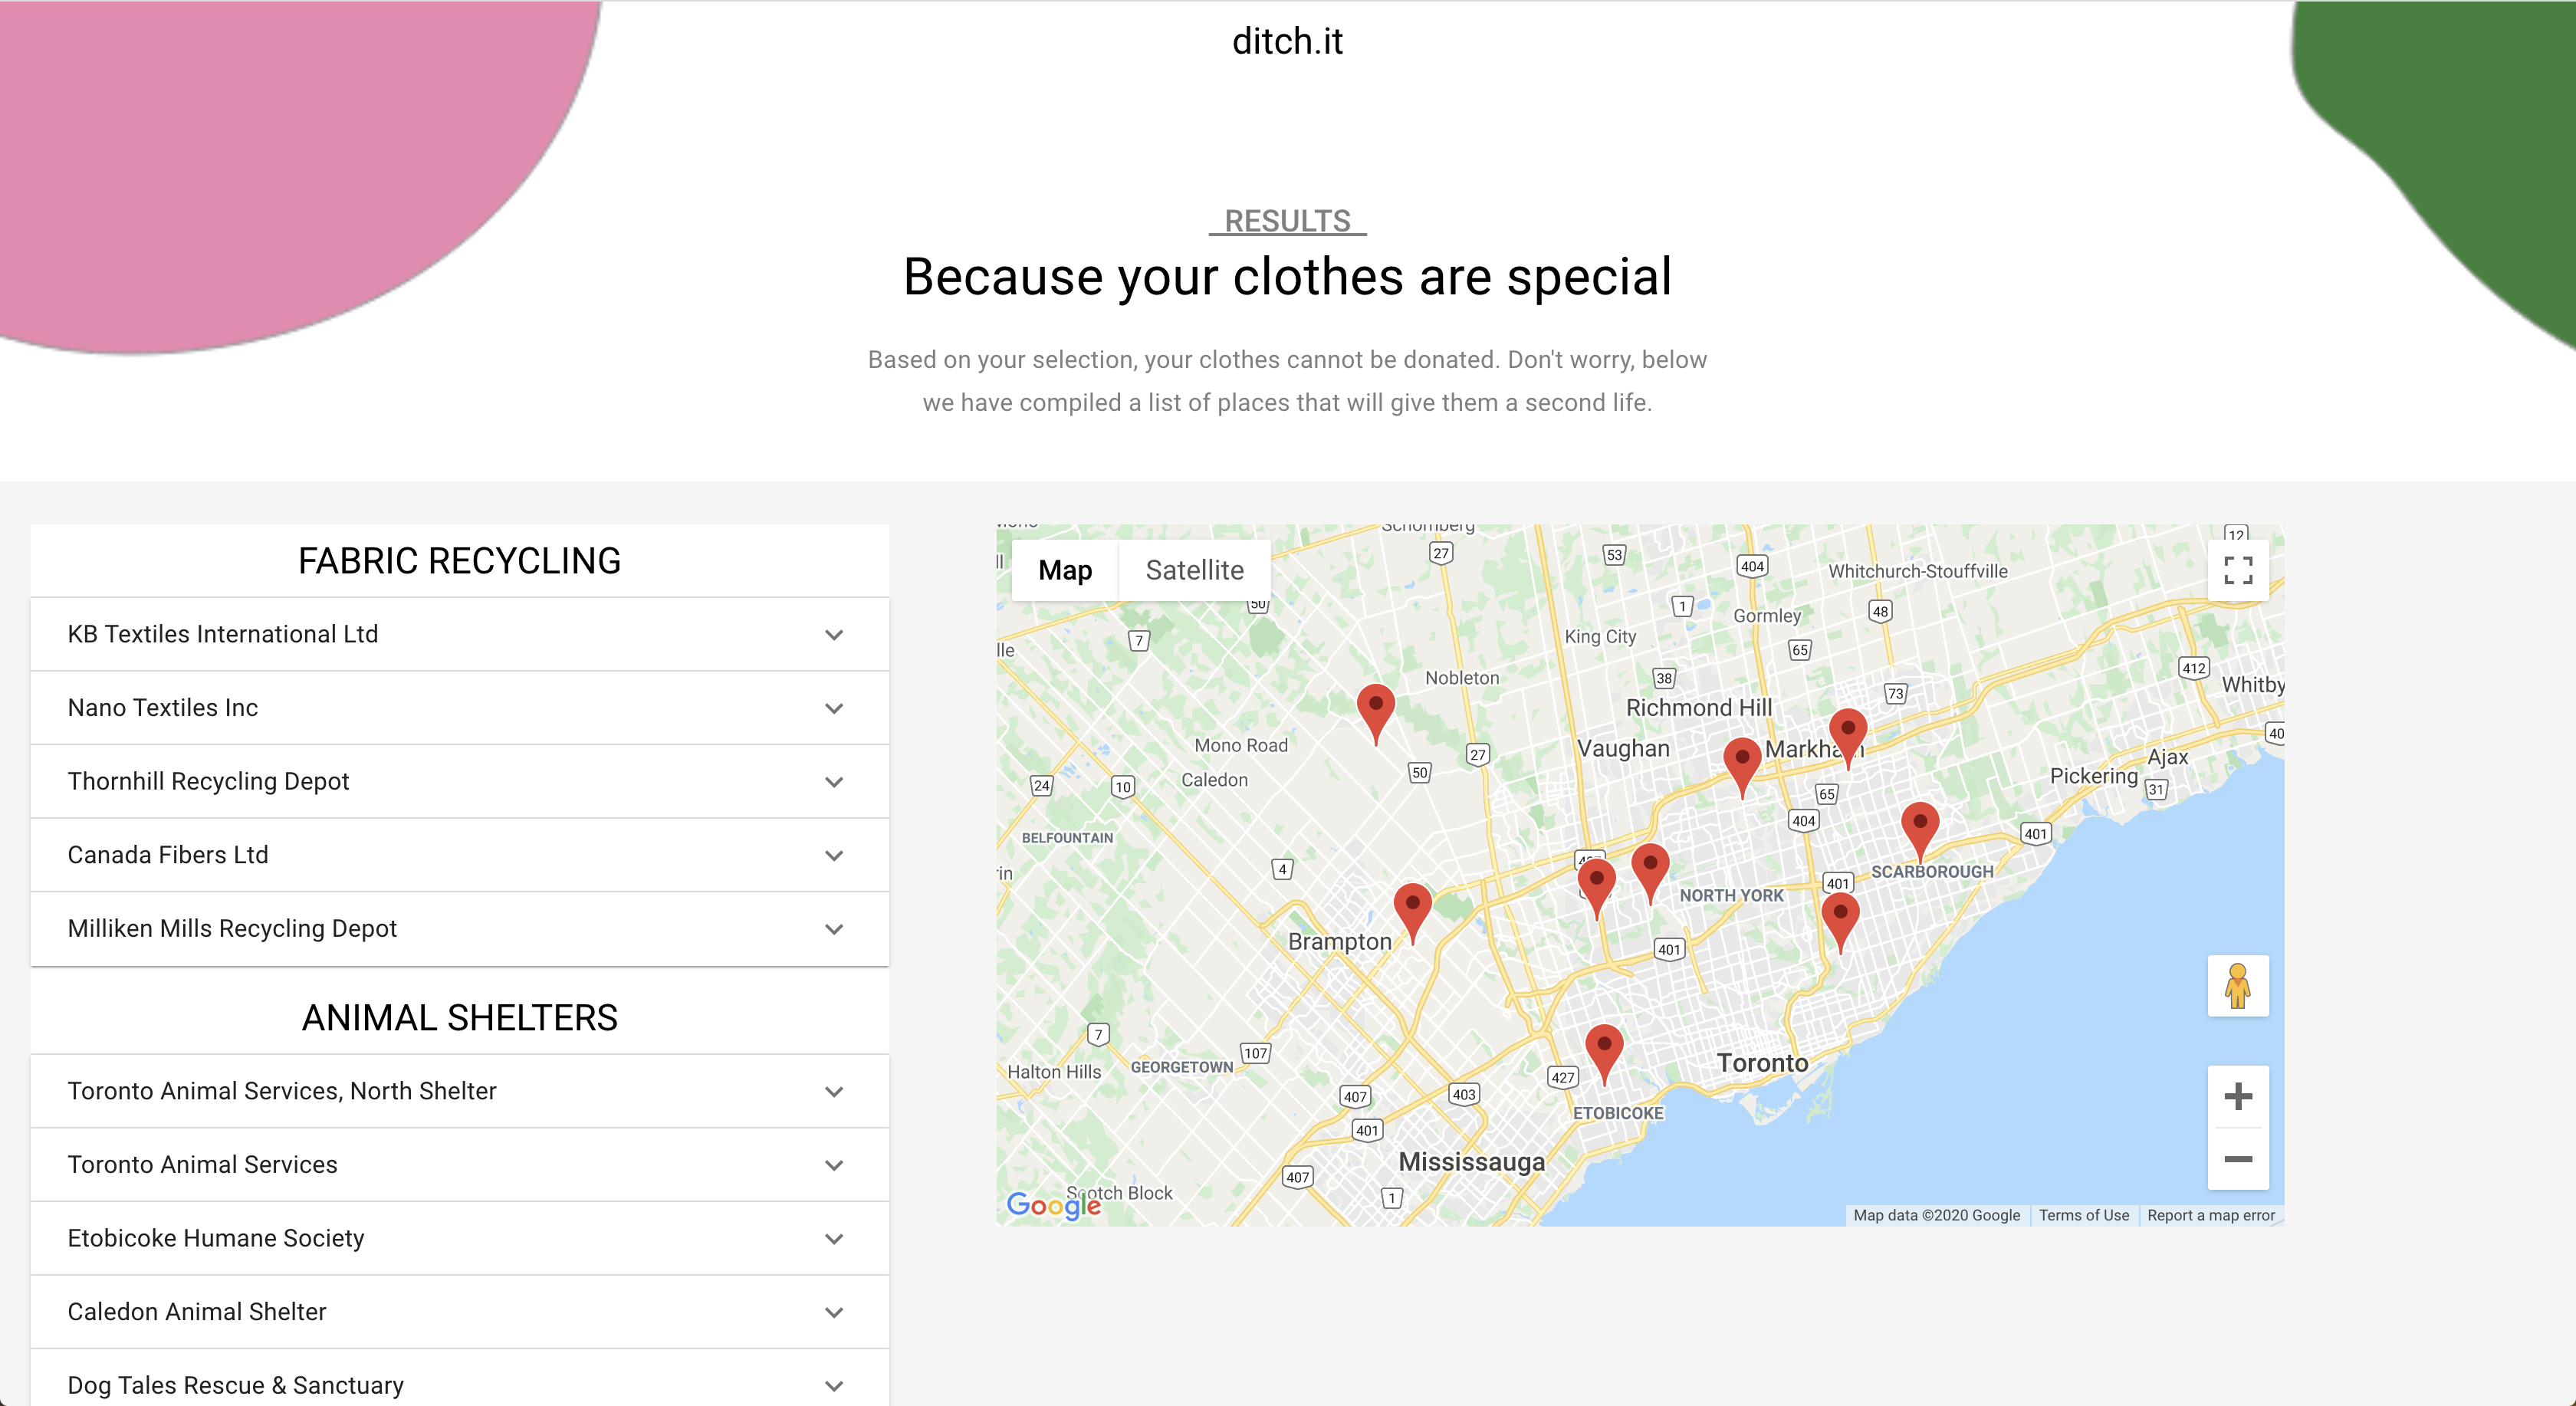 ditch.it
RESULTS
Because your clothes are special
Based on your selection, your clothes cannot be donated. Don't worry, below
we have compiled a list of places that will give them a second life.
FABRIC RECYCLING
KB Textiles International Ltd
Nano Textiles Inc
Thornhill Recycling Depot
Canada Fibers Ltd
Milliken Mills Recycling Depot
ANIMAL SHELTERS
Toronto Animal Services, North Shelter
Toronto Animal Services
Etobicoke Humane Society
Caledon Animal Shelter
Dog Tales Rescue & Sanctuary
Map
Satellite
Schomberg
12
27
53
404
Whitchurch-Stouffville
50
1
Gormley
48
7
King City
65
lle
Nobleton
38
73
412
Whitby
Richmond Hill
Mono Road
27
Vaughan
Markham
40
50
Caledon
Ajax
Pickering
24
10
65
31
404
BELFOUNTAIN
401
4
SCARBOROUGH
rin
401
NORTH YORK
Brampton
401
7
107
GEORGETOWN
Halton Hills
Toronto
427
407
403
ETOBICOKE
401
Mississauga
407
Scotch Block
1
Google
Map data ©2020 Google
Terms of Use
Report a map error